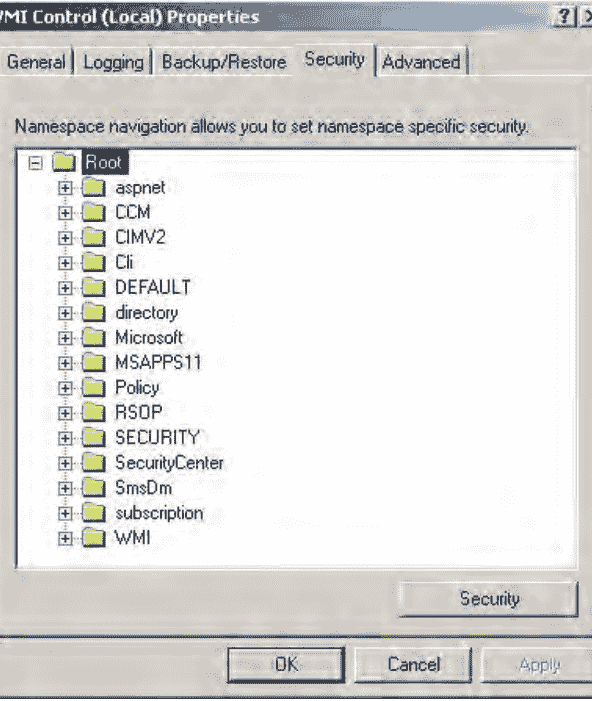 WMI Control (Local) Properties
General Logging Backup/Restore Security Advanced
Namespace navigation allows you to set namespace specific security.
Root
aspnet
CCM
CIMV2
Cli
DEFAULT
directory
Microsoft
MSAPPS11
Policy
RSOP
SECURITY
SecurityCenter
SmsDm
subscription
WMI
Security
OK Cancel Apply